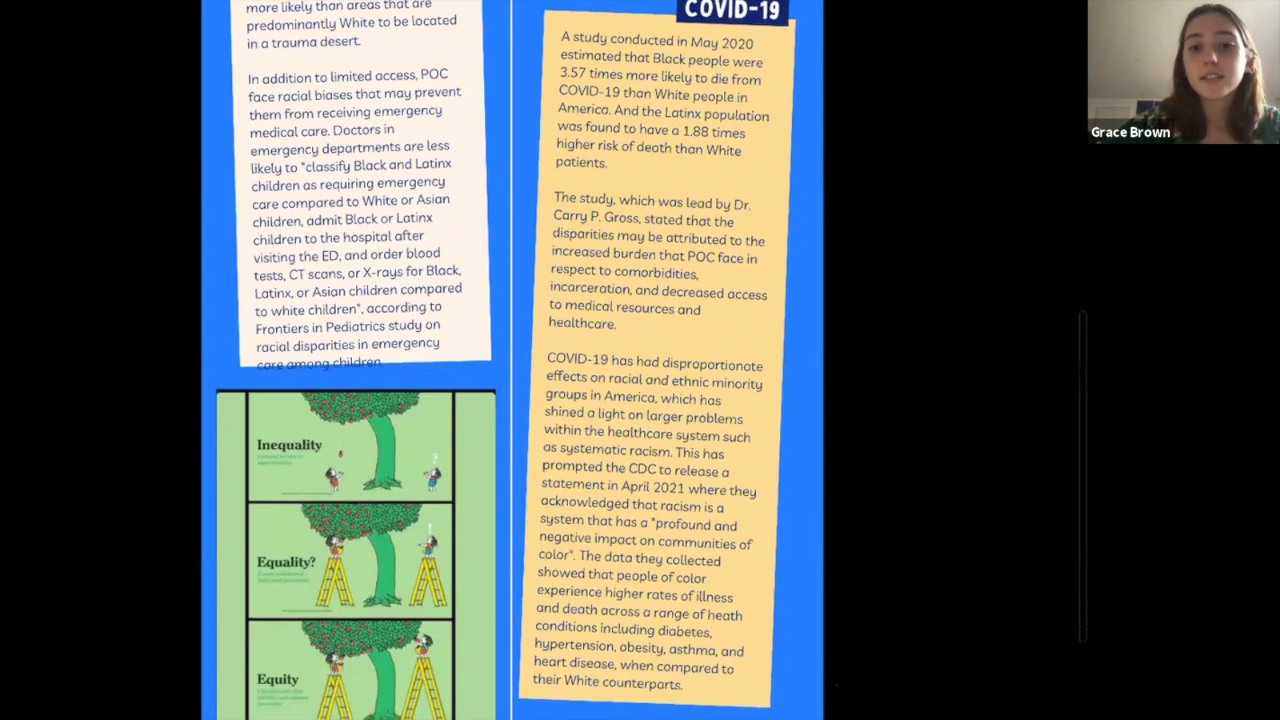 more likely than areas that are
predominantly White to be located
in a trauma desert.
In addition to limited access, POC
face racial biases that may prevent
them from receiving emergency
medical care. Doctors in
emergency departments are less
likely to "classify Black and Latinx
children as requiring emergency
care compared to White or Asian
children, admit Black or Latinx
children to the hospital after
visiting the ED, and order blood
tests, CT scans, or X-rays for Black,
Latinx, or Asian children compared
to white children", according to
Frontiers in Pediatrics study on
racial disparities in emergency
care among children.
Inequality
?
Equality?
!
Equity
COVID-19
A study conducted in May 2020
estimated that Black people were
3.57 times more likely to die from
COVID-19 than White people in
America. And the Latinx population
was found to have a 1.88 times
higher risk of death than White
patients.
The study, which was lead by Dr.
Carry P. Gross, stated that the
disparities may be attributed to the
increased burden that POC face in
respect to comorbidities,
incarceration, and decreased access
to medical resources and
healthcare.
COVID-19 has had disproportionate
effects on racial and ethnic minority
groups in America, which has
shined a light on larger problems
within the healthcare system such
as systematic racism. This has
prompted the CDC to release a
statement in April 2021 where they
acknowledged that racism is a
system that has a "profound and
negative impact on communities of
color". The data they collected
showed that people of color
experience higher rates of illness
and death across a range of heath
conditions including diabetes,
hypertension, obesity, asthma, and
heart disease, when compared to
their White counterparts.
Grace Brown